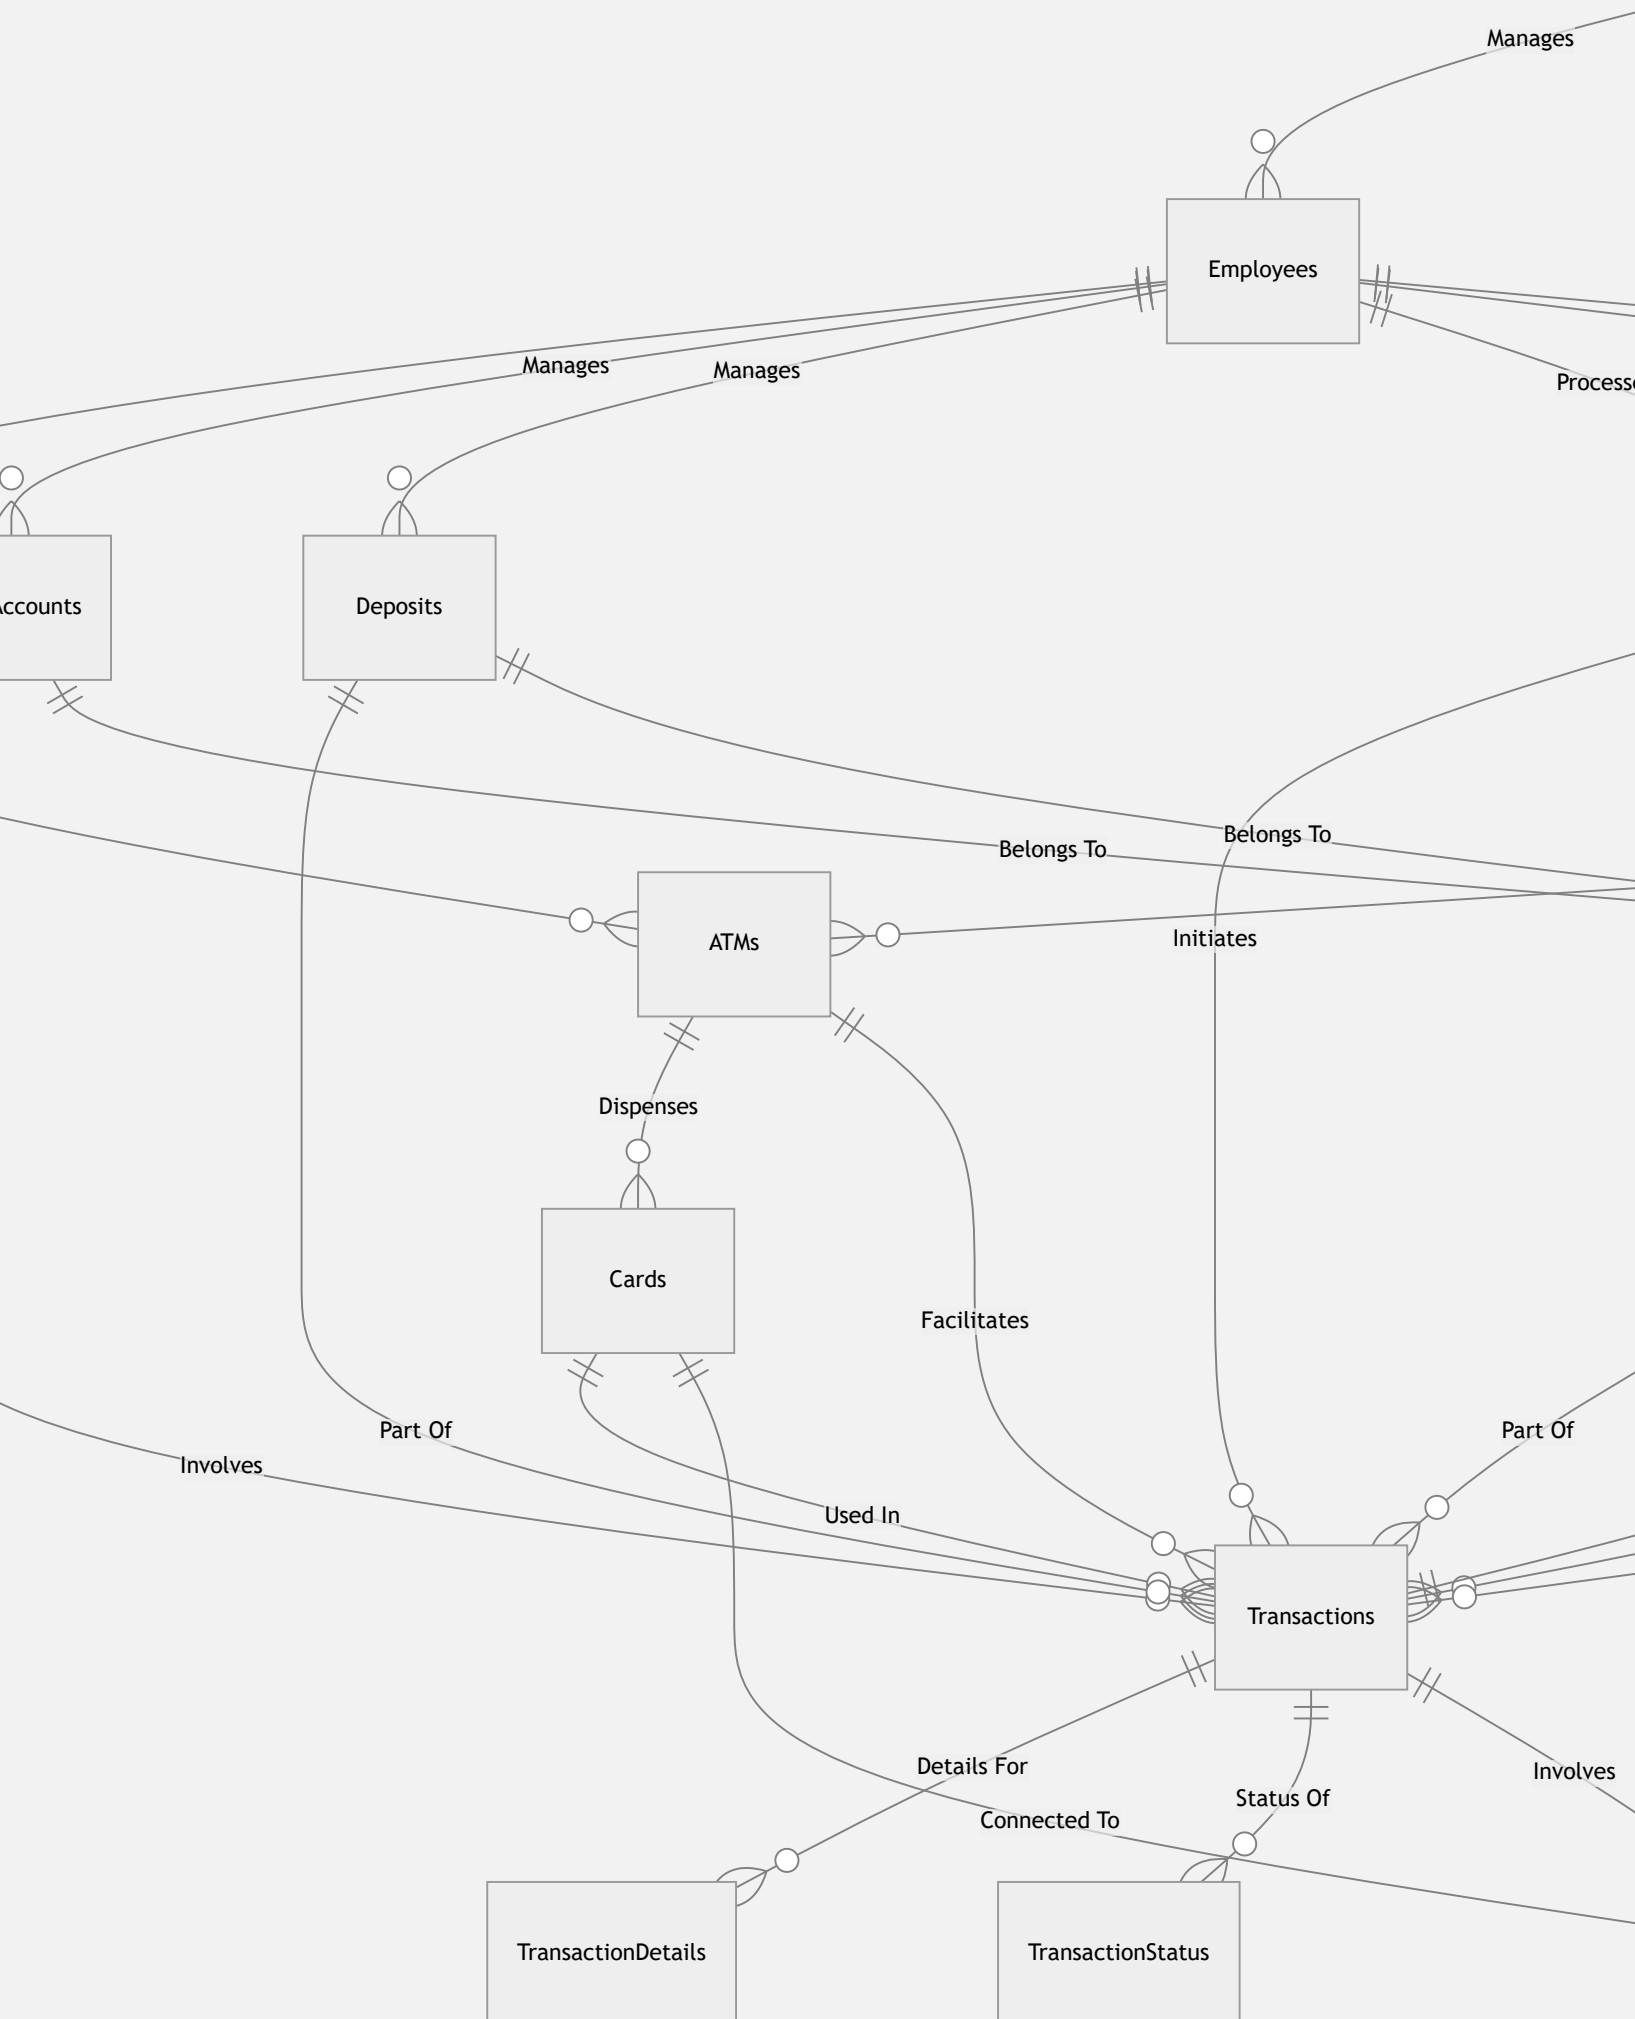 Manages
Employees
Manages
Manages
Process
Accounts
Deposits
Belongs To
Belongs To
ATMs
Initiates
Dispenses
Cards
Facilitates
Part Of
Part Of
Involves
Used In
Transactions
Details For
Involves
Status Of
Connected To
TransactionDetails
TransactionStatus